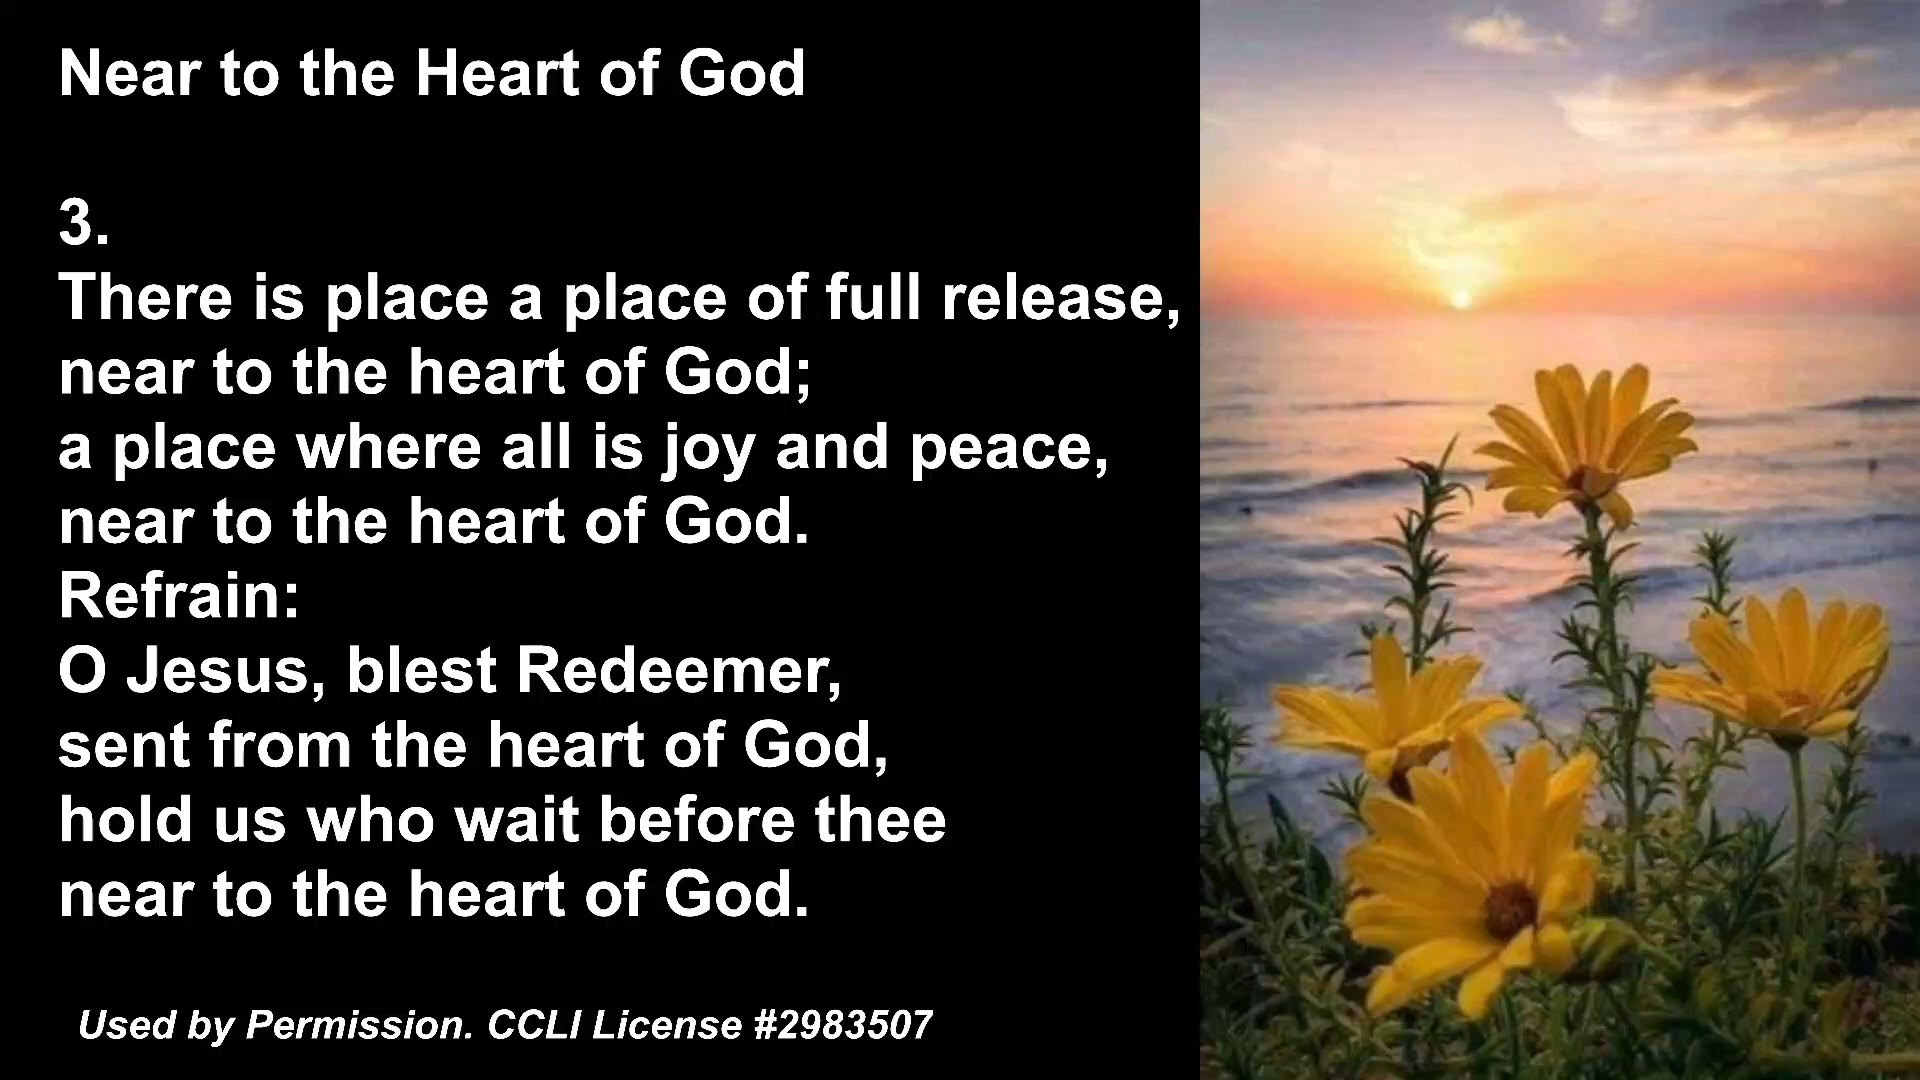 Near to the Heart of God
3.
There is place a place of full release,
near to the heart of God;
a place where all is joy and peace,
near to the heart of God.
Refrain:
O Jesus, blest Redeemer,
sent from the heart of God,
hold us who wait before thee
near to the heart of God.
Used by Permission. CCLI License #2983507